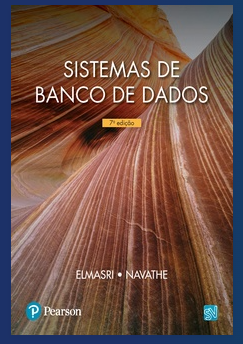 SISTEMAS DE
BANCO DE DADOS
7ª edição
ELMASRI • NAVATHE
Pearson